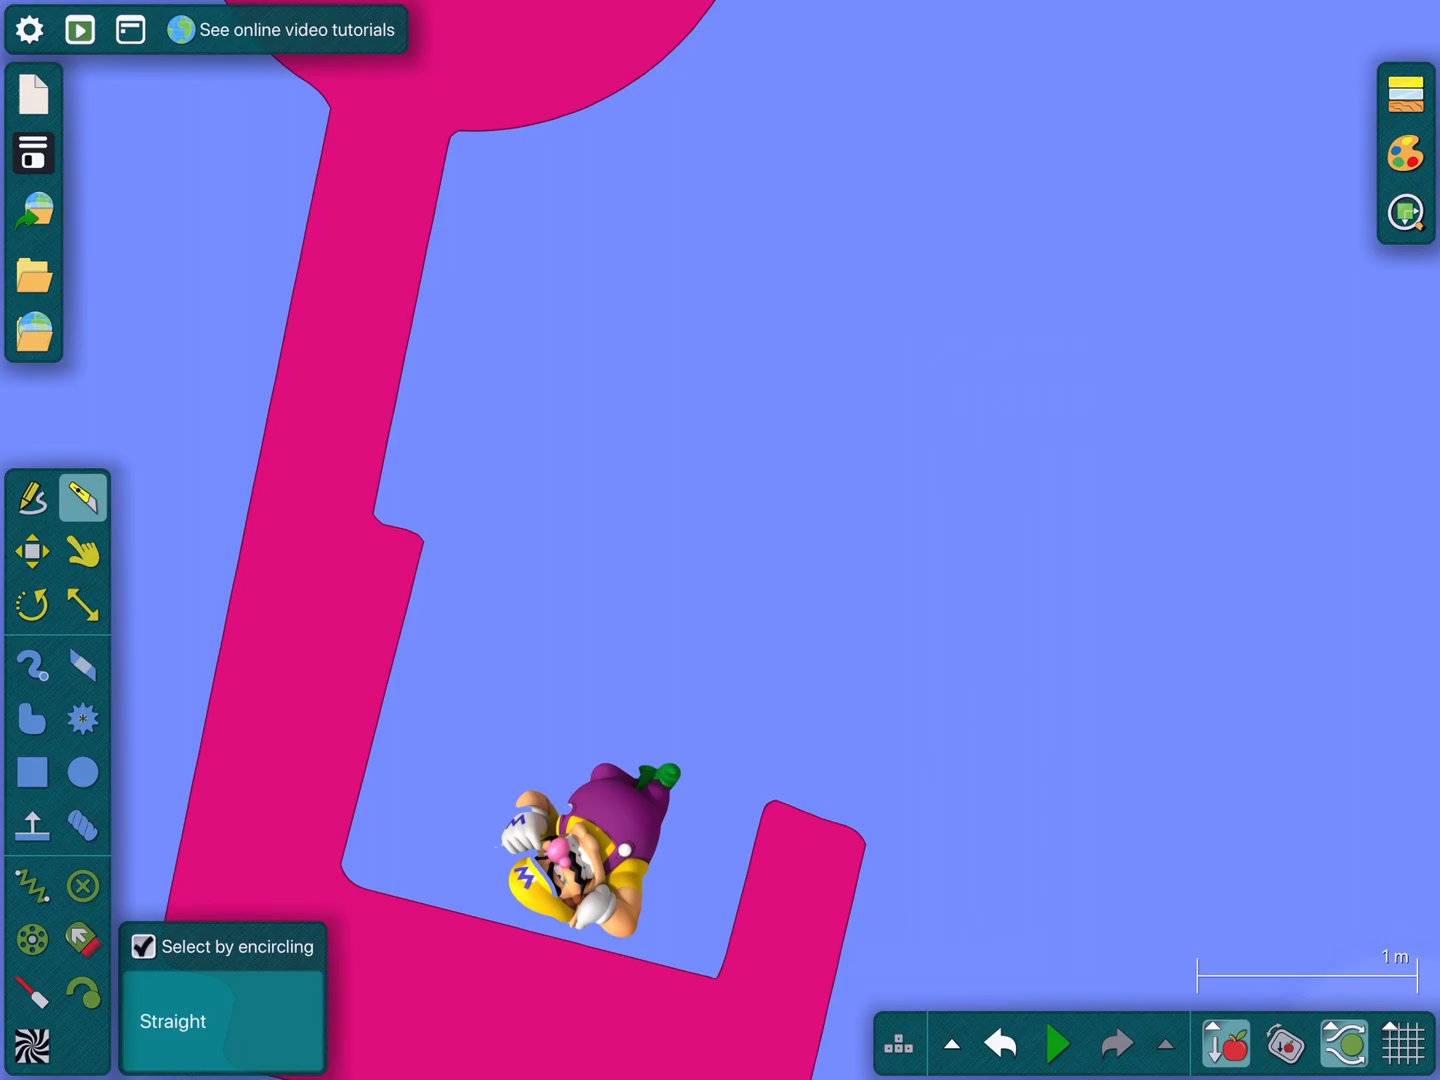 See online video tutorials
M
M
1 m
Select by encircling
Straight